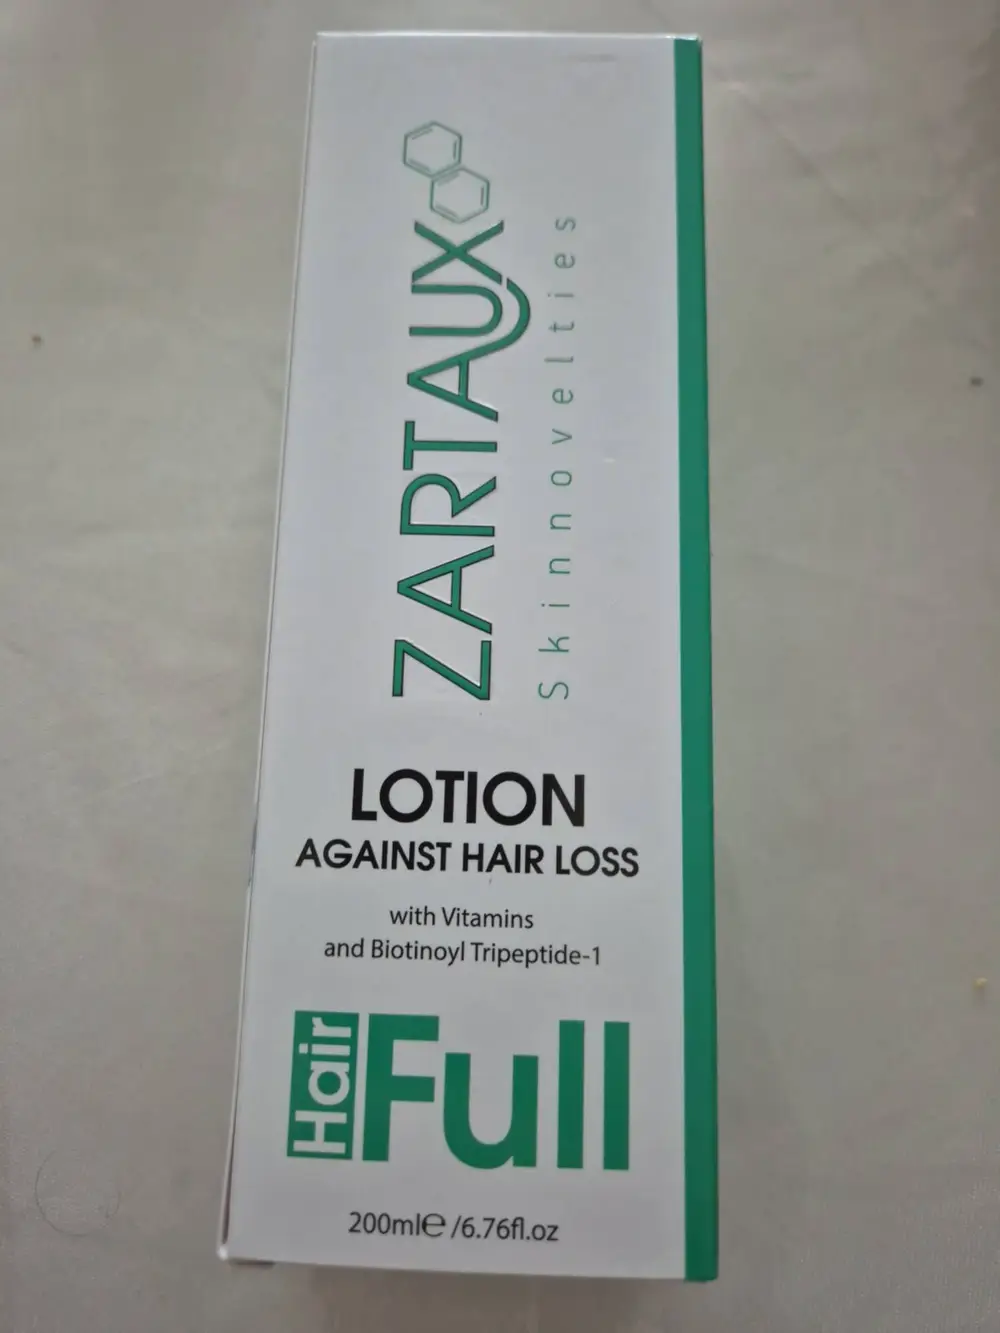 ZARTAUX
Skinnovelties
LOTION
AGAINST HAIR LOSS
with Vitamins
and Biotinoyl Tripeptide-1
Hair
Full
200ml℮ /6.76fl.oz